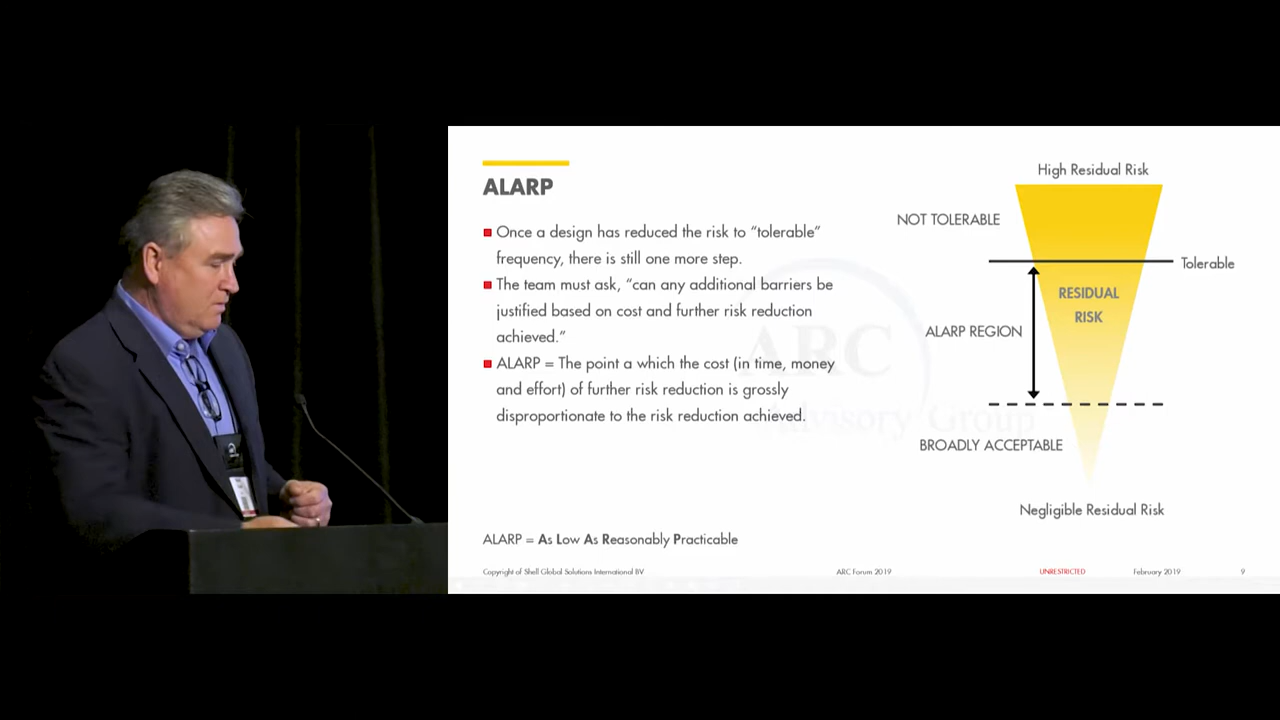 ALARP
Once a design has reduced the risk to “tolerable”
frequency, there is still one more step.
The team must ask, “can any additional barriers be
justified based on cost and further risk reduction
achieved.”
ALARP = The point a which the cost (in time, money
and effort) of further risk reduction is grossly
disproportionate to the risk reduction achieved.
ALARP = As Low As Reasonably Practicable
High Residual Risk
NOT TOLERABLE
Tolerable
RESIDUAL
RISK
ALARP REGION
BROADLY ACCEPTABLE
Negligible Residual Risk
ARC
Advisory Group
Copyright of Shell Global Solutions International BV
ARC Forum 2019
UNRESTRICTED
February 2019
9